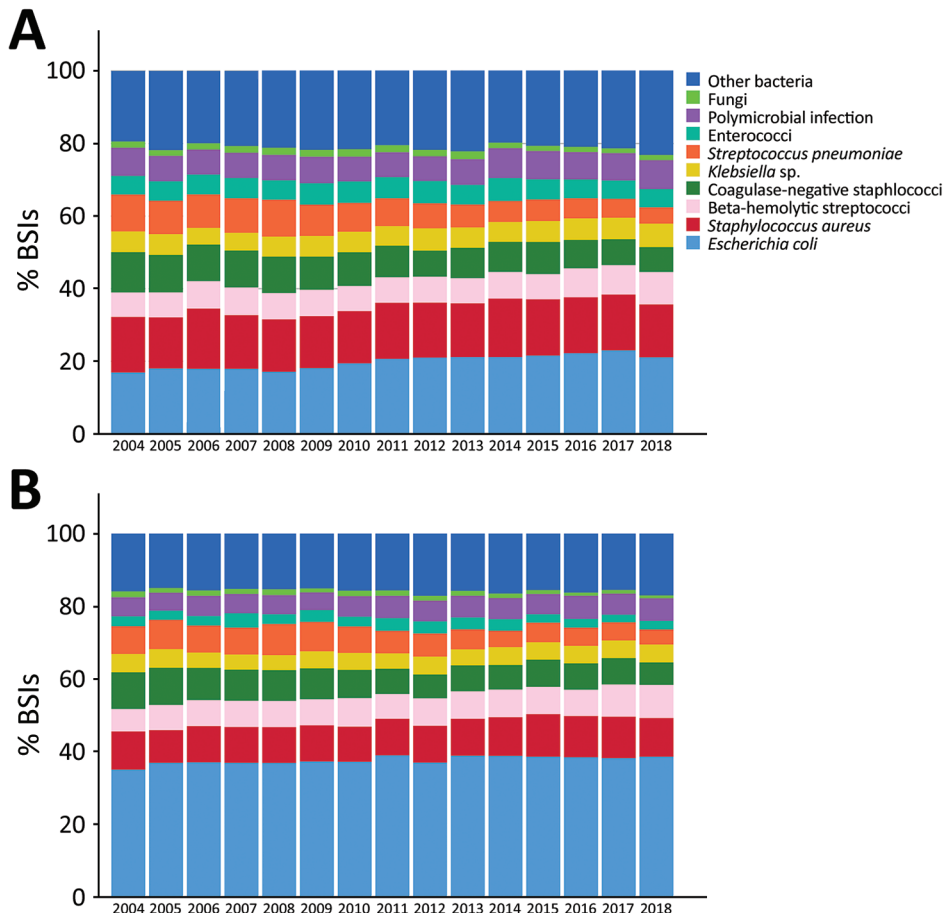 A
100
80
60
40
20
0
% BSIs
2004 2005 2006 2007 2008 2009 2010 2011 2012 2013 2014 2015 2016 2017 2018
Other bacteria
Fungi
Polymicrobial infection
Enterococci
Streptococcus pneumoniae
Klebsiella sp.
Coagulase-negative staphlococci
Beta-hemolytic streptococci
Staphylococcus aureus
Escherichia coli
B
100
80
60
40
20
0
% BSIs
2004 2005 2006 2007 2008 2009 2010 2011 2012 2013 2014 2015 2016 2017 2018